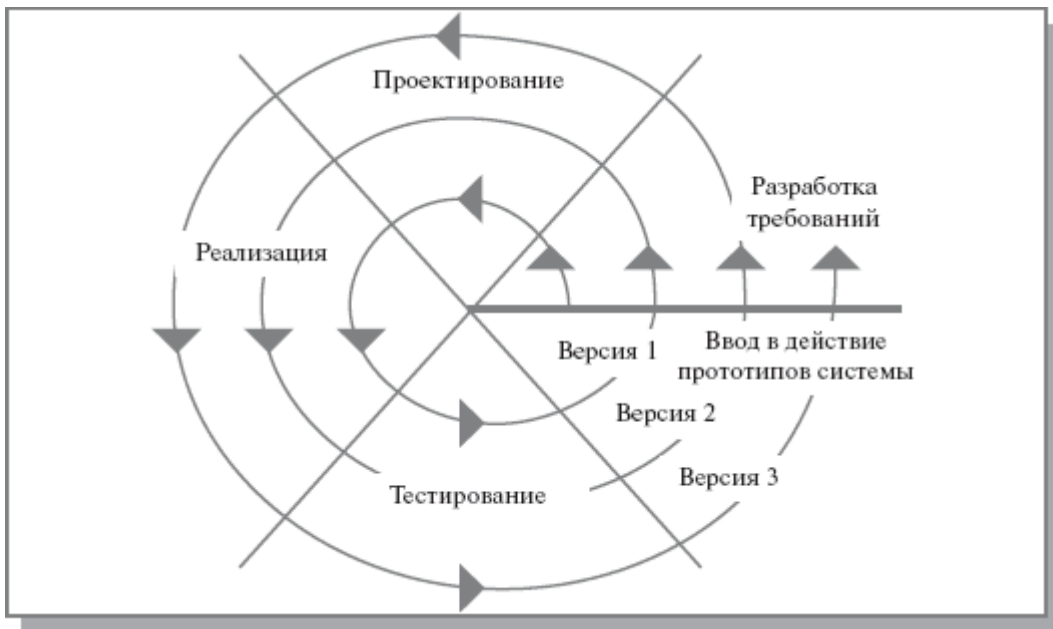 Проектирование
Разработка
требований
Реализация
Версия 1
Ввод в действие
прототипов системы
Версия 2
Версия 3
Тестирование